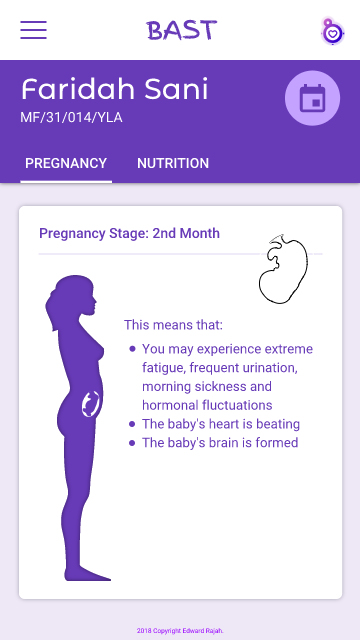 BAST
Faridah Sani
MF/31/014/YLA
PREGNANCY NUTRITION
Pregnancy Stage: 2nd Month
This means that:
• You may experience extreme
fatigue, frequent urination,
morning sickness and
hormonal fluctuations
• The baby's heart is beating
• The baby's brain is formed
2018 Copyright Edward Rajah.